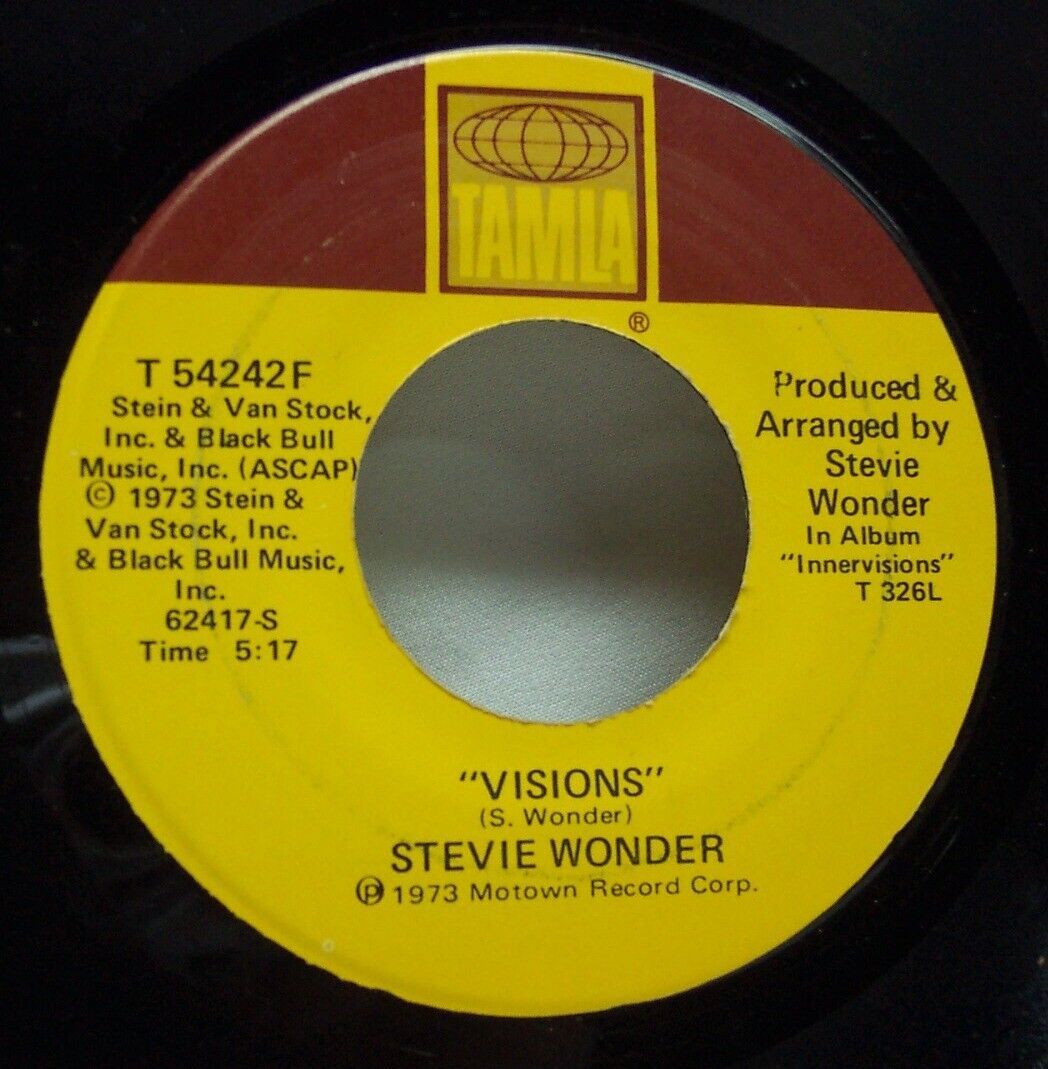 TAMLA
®
T 54242F
Stein & Van Stock,
Inc. & Black Bull
Music, Inc. (ASCAP)
© 1973 Stein &
Van Stock, Inc.
& Black Bull Music,
Inc.
62417-S
Time 5:17
Produced &
Arranged by
Stevie
Wonder
In Album
"Innervisions"
T 326L
"VISIONS"
(S. Wonder)
STEVIE WONDER
℗ 1973 Motown Record Corp.